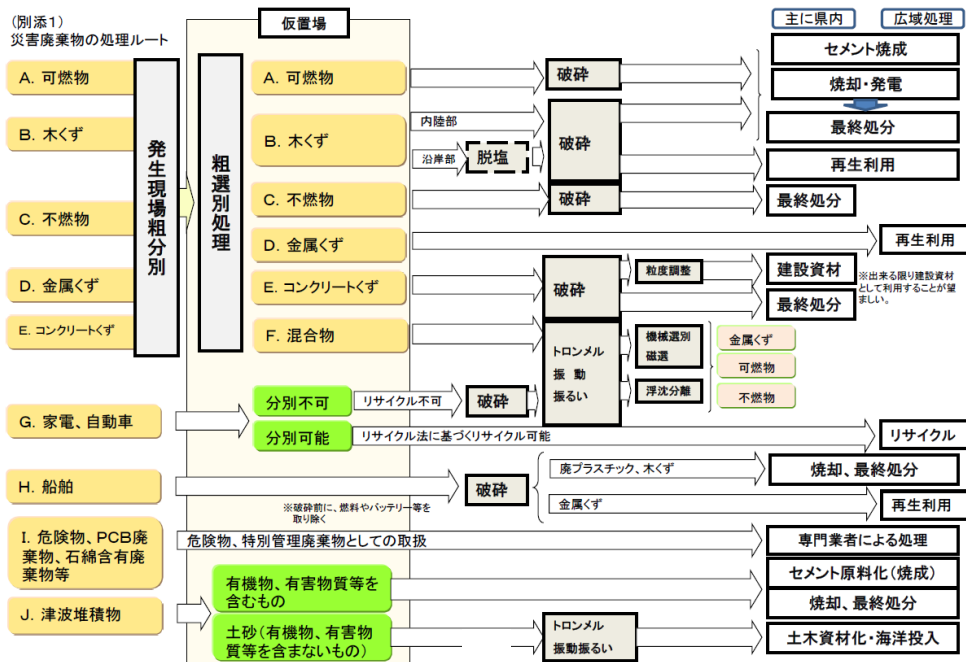 (別添1)
災害廃棄物の処理ルート
仮置場
主に県内
広域処理
A. 可燃物
B. 木くず
C. 不燃物
D. 金属くず
E. コンクリートくず
発生現場粗分別
粗選別処理
A. 可燃物
B. 木くず
C. 不燃物
D. 金属くず
E. コンクリートくず
F. 混合物
内陸部
沿岸部
脱塩
破砕
破砕
破砕
破砕
セメント焼成
焼却・発電
最終処分
再生利用
最終処分
再生利用
粒度調整
建設資材
※出来る限り建設資材
として利用することが望
ましい。
最終処分
トロンメル
振 動
振るい
機械選別
磁選
浮沈分離
金属くず
可燃物
不燃物
G. 家電、自動車
分別不可
リサイクル不可
破砕
分別可能
リサイクル法に基づくリサイクル可能
リサイクル
H. 船舶
※破砕前に、燃料やバッテリー等を
取り除く
破砕
廃プラスチック、木くず
焼却、最終処分
金属くず
再生利用
I. 危険物、PCB廃
棄物、石綿含有廃
棄物等
危険物、特別管理廃棄物としての取扱
専門業者による処理
J. 津波堆積物
有機物、有害物質等を
含むもの
セメント原料化(焼成)
焼却、最終処分
土砂(有機物、有害物
質等を含まないもの)
トロンメル
振動振るい
土木資材化・海洋投入